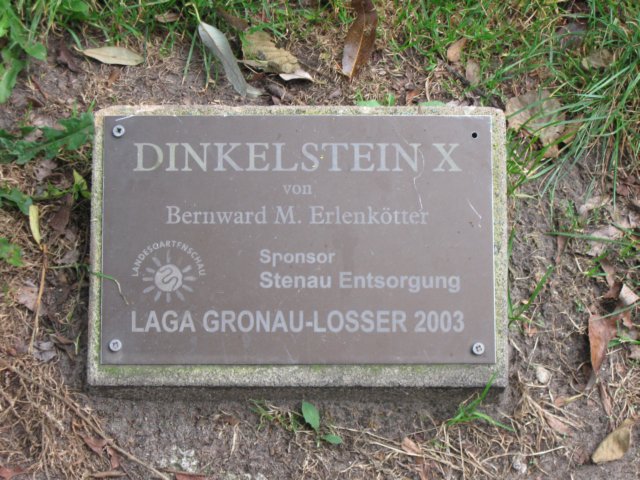 DINKELSTEIN X
von
Bernward M. Erlenkötter
LANDESGARTENSCHAU
Sponsor
Stenau Entsorgung
LAGA GRONAU-LOSSER 2003